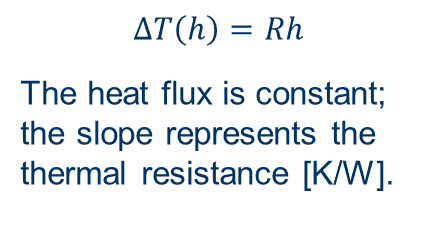 ΔT(h) = Rh
The heat flux is constant;
the slope represents the
thermal resistance [K/W].